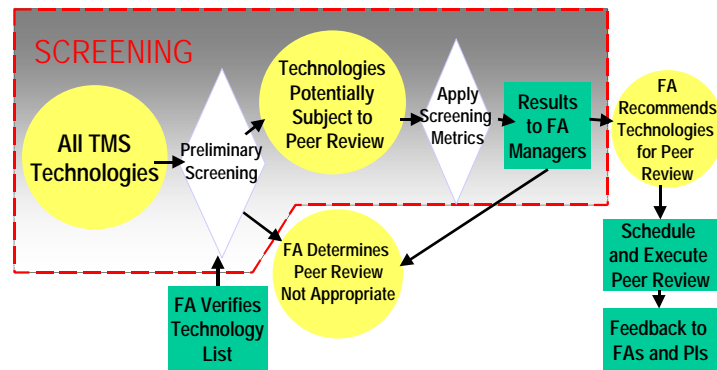 SCREENING
All TMS
Technologies
Preliminary
Screening
Technologies
Potentially
Subject to
Peer Review
Apply
Screening
Metrics
Results
to FA
Managers
FA
Recommends
Technologies
for Peer
Review
FA Determines
Peer Review
Not Appropriate
FA Verifies
Technology
List
Schedule
and Execute
Peer Review
Feedback to
FAs and PIs